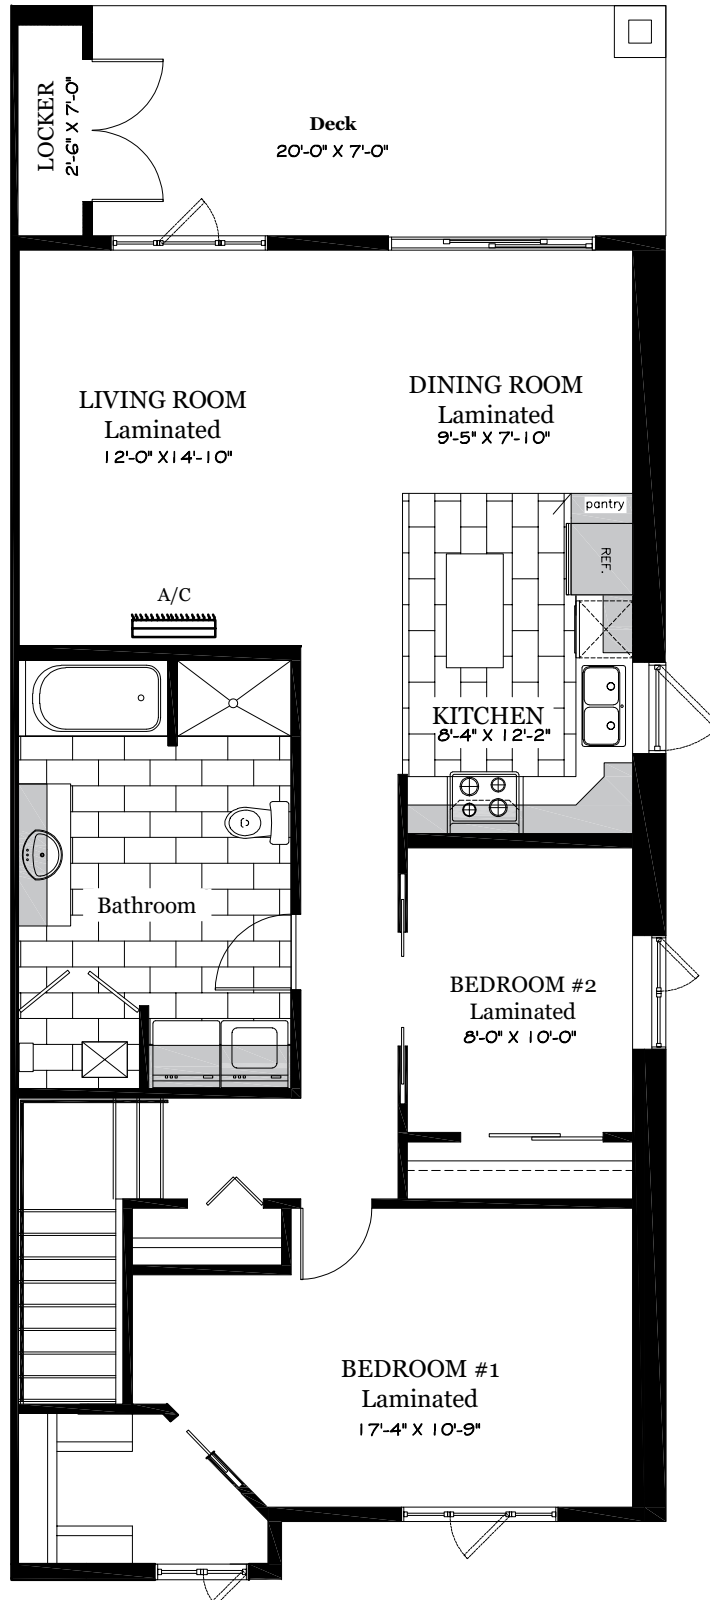 LOCKER
2'-6" X 7'-0"
Deck
20'-0" X 7'-0"
LIVING ROOM
Laminated
12'-0" X14'-10"
DINING ROOM
Laminated
9'-5" X 7'-10"
pantry
REF.
A/C
KITCHEN
8'-4" X 12'-2"
Bathroom
BEDROOM #2
Laminated
8'-0" X 10'-0"
BEDROOM #1
Laminated
17'-4" X 10'-9"